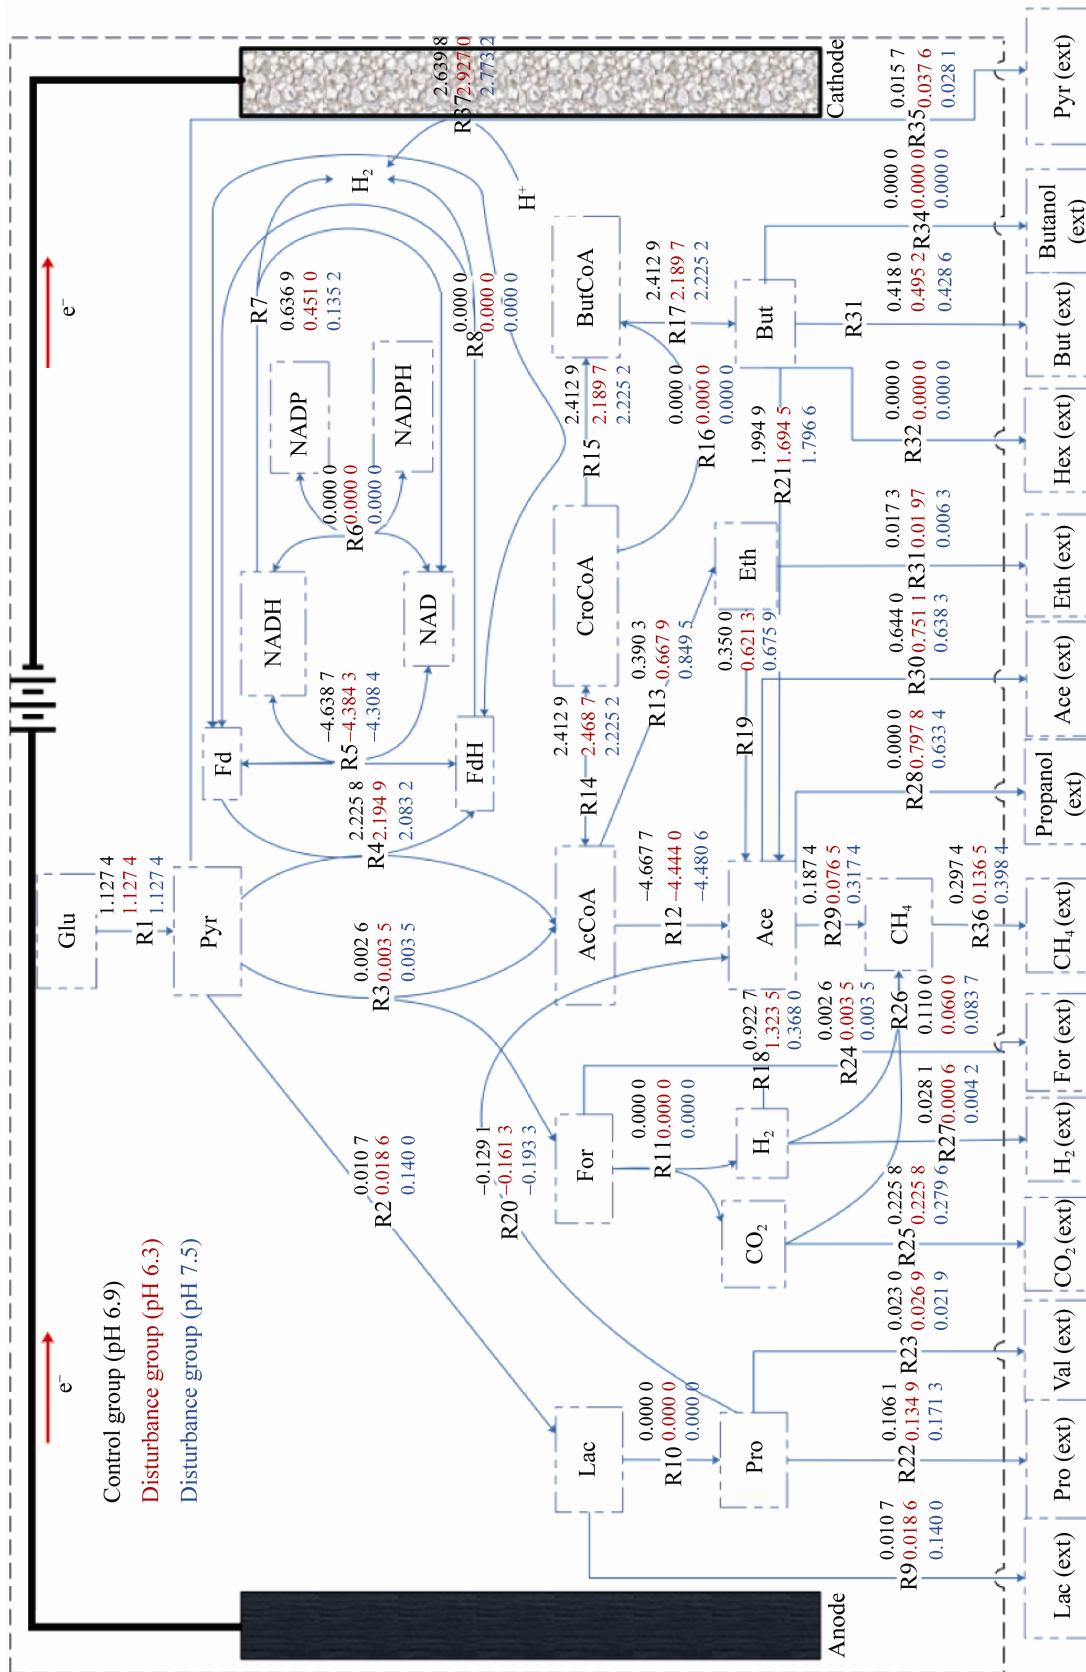 e⁻
e⁻
Control group (pH 6.9)
Disturbance group (pH 6.3)
Disturbance group (pH 7.5)
Anode
Cathode
Glu
R1
1.127 4
1.127 4
1.127 4
Pyr
R2
0.010 7
0.018 6
0.140 0
R3
0.002 6
0.003 5
0.003 5
R4
2.225 8
2.194 9
2.083 2
Fd
FdH
R5
−4.638 7
−4.384 3
−4.308 4
NADH
NAD
R6
0.000 0
0.000 0
0.000 0
NADP
NADPH
R7
0.636 9
0.451 0
0.135 2
R8
0.000 0
0.000 0
0.000 0
H₂
H⁺
R37
2.639 8
2.927 0
2.773 2
Lac
R10
0.000 0
0.000 0
0.000 0
Pro
R20
−0.129 1
−0.161 3
−0.193 3
For
R11
0.000 0
0.000 0
0.000 0
CO₂
H₂
R18
0.922 7
1.323 5
0.368 0
AcCoA
R12
−4.667 7
−4.444 0
−4.480 6
Ace
R14
2.412 9
2.468 7
2.225 2
R13
0.390 3
0.667 9
0.849 5
CroCoA
R15
2.412 9
2.189 7
2.225 2
R16
0.000 0
0.000 0
0.000 0
ButCoA
R17
2.412 9
2.189 7
2.225 2
But
Eth
R19
0.350 0
0.621 3
0.675 9
R21
1.994 9
1.694 5
1.796 6
CH₄
R9
0.010 7
0.018 6
0.140 0
R22
0.106 1
0.134 9
0.171 3
R23
0.023 0
0.026 9
0.021 9
R25
0.225 8
0.225 8
0.279 6
R27
0.028 1
0.000 6
0.004 2
R24
0.002 6
0.003 5
0.003 5
R26
0.110 0
0.060 0
0.083 7
R29
0.187 4
0.076 5
0.317 4
R36
0.297 4
0.136 5
0.398 4
R28
0.000 0
0.797 8
0.633 4
R30
0.644 0
0.751 1
0.638 3
R31
0.017 3
0.01 97
0.006 3
R32
0.000 0
0.000 0
0.000 0
R31
0.418 0
0.495 2
0.428 6
R34
0.000 0
0.000 0
0.000 0
R35
0.015 7
0.037 6
0.028 1
Lac (ext)
Pro (ext)
Val (ext)
CO₂ (ext)
H₂ (ext)
For (ext)
CH₄ (ext)
Propanol
(ext)
Ace (ext)
Eth (ext)
Hex (ext)
But (ext)
Butanol
(ext)
Pyr (ext)